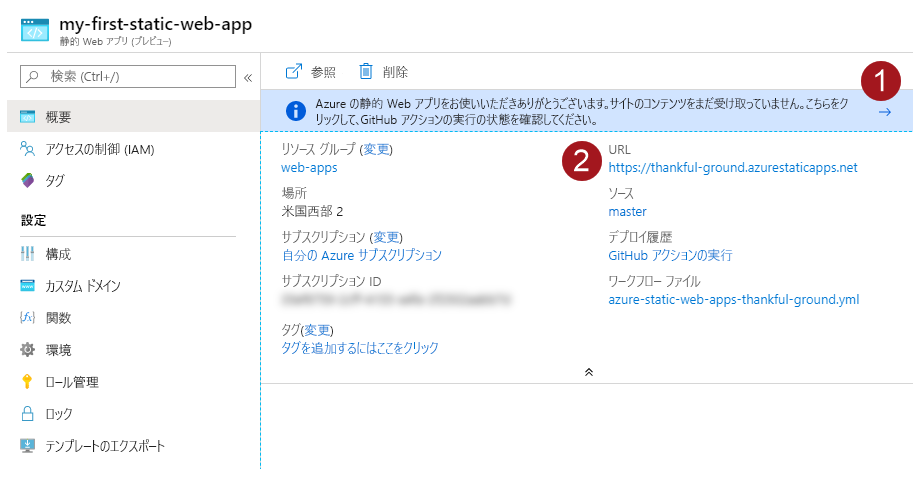 my-first-static-web-app
静的 Web アプリ (プレビュー)
検索 (Ctrl+/)
概要
アクセスの制御 (IAM)
タグ
設定
構成
カスタム ドメイン
関数
環境
ロール管理
ロック
テンプレートのエクスポート
参照
削除
1
Azure の静的 Web アプリをお使いいただきありがとうございます。サイトのコンテンツをまだ受け取っていません。こちらをク
リックして、GitHub アクションの実行の状態を確認してください。
リソース グループ (変更)
web-apps
場所
米国西部 2
サブスクリプション (変更)
自分の Azure サブスクリプション
サブスクリプション ID
タグ(変更)
タグを追加するにはここをクリック
2
URL
https://thankful-ground.azurestaticapps.net
ソース
master
デプロイ履歴
GitHub アクションの実行
ワークフロー ファイル
azure-static-web-apps-thankful-ground.yml